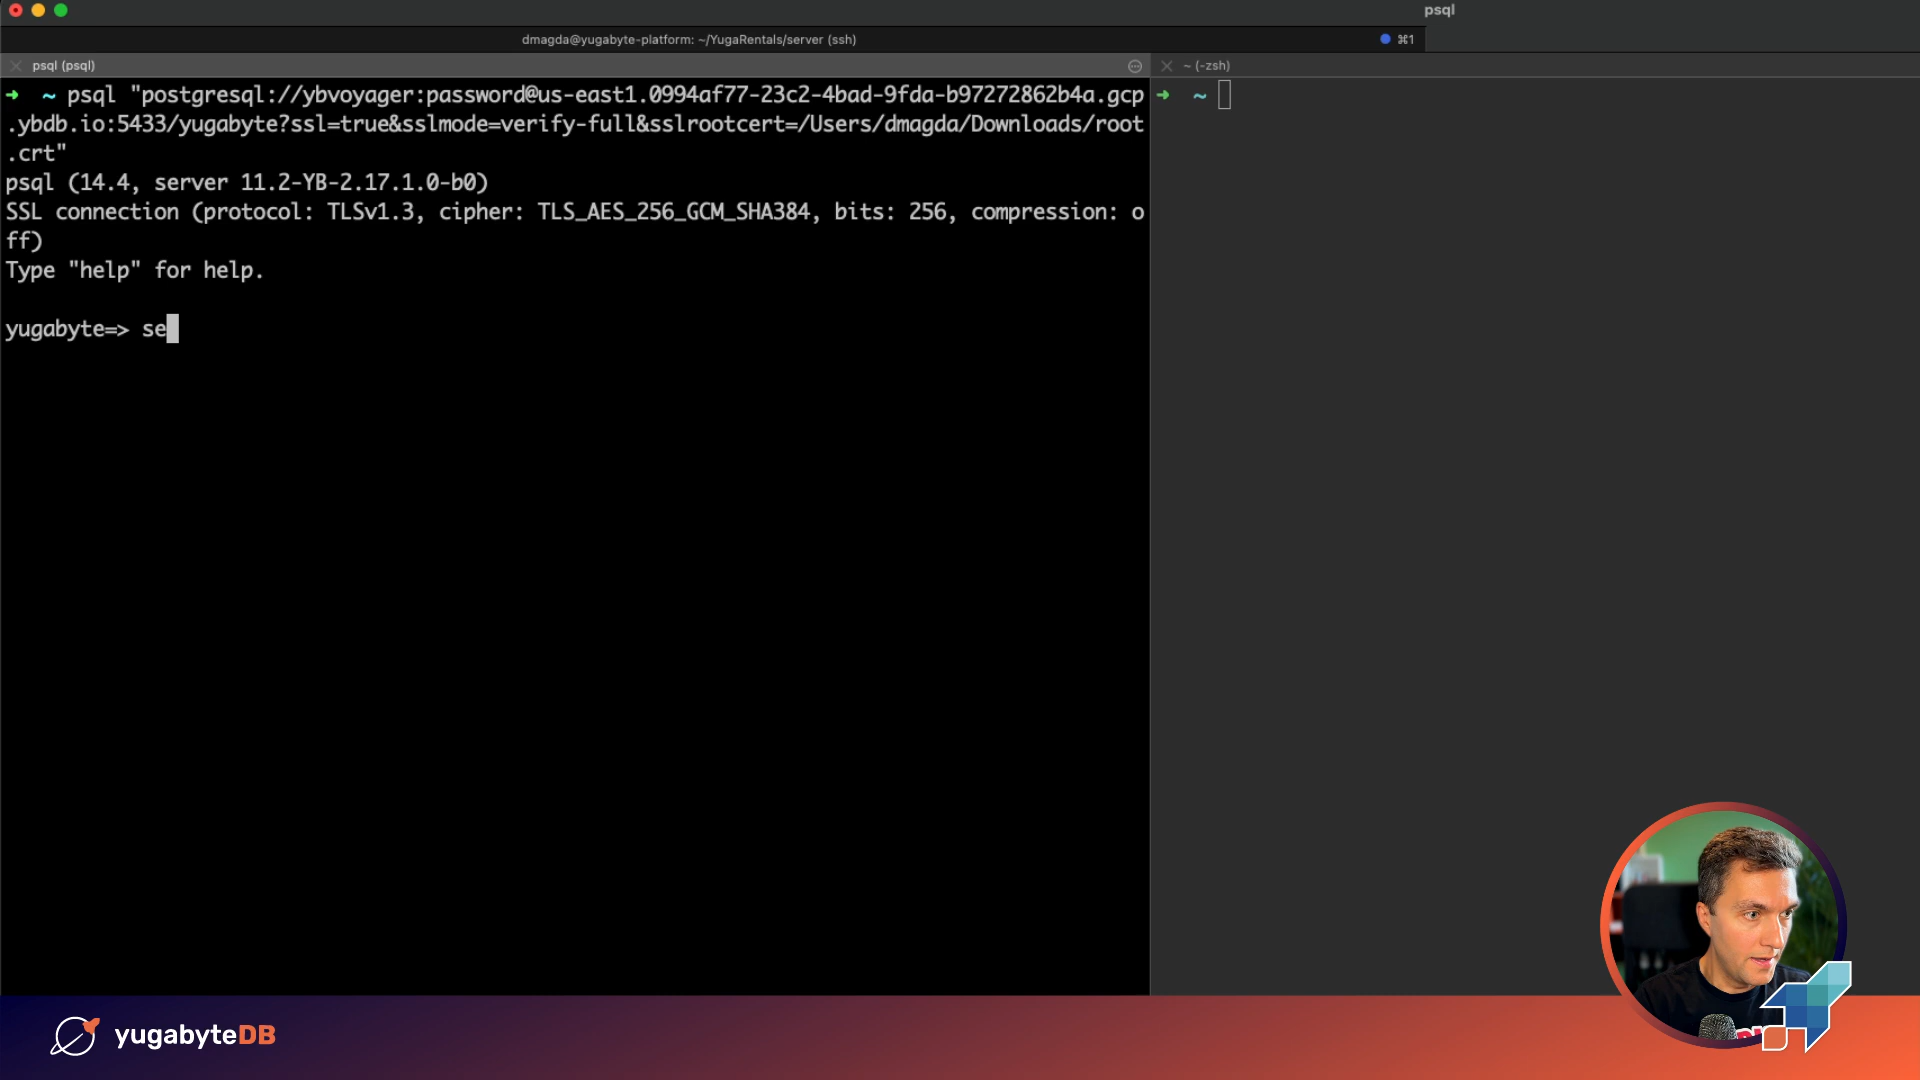 psql
dmagda@yugabyte-platform: ~/YugaRentals/server (ssh)
⌘1
psql (psql)
~ (-zsh)
➜ ~ psql "postgresql://ybvoyager:password@us-east1.0994af77-23c2-4bad-9fda-b97272862b4a.gcp
.ybdb.io:5433/yugabyte?ssl=true&sslmode=verify-full&sslrootcert=/Users/dmagda/Downloads/root
.crt"
psql (14.4, server 11.2-YB-2.17.1.0-b0)
SSL connection (protocol: TLSv1.3, cipher: TLS_AES_256_GCM_SHA384, bits: 256, compression: o
ff)
Type "help" for help.
yugabyte=> se
➜ ~
yugabyteDB